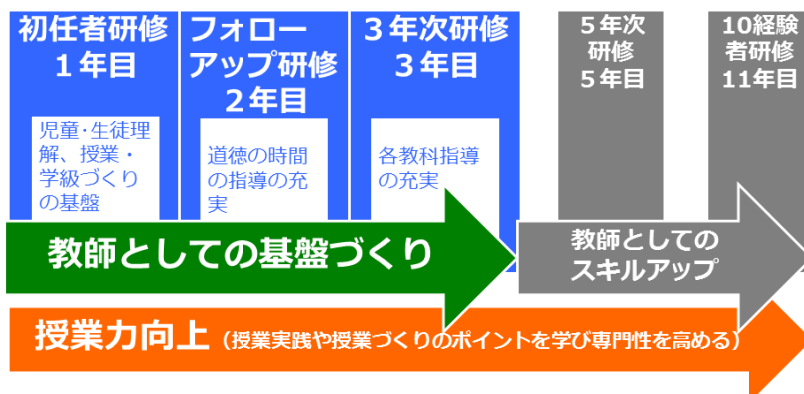 初任者研修
１年目
フォロー
アップ研修
２年目
３年次研修
３年目
５年次
研修
５年目
10経験
者研修
11年目
児童・生徒理
解、授業・
学級づくり
の基盤
道徳の時間
の指導の充
実
各教科指導
の充実
教師としての基盤づくり
教師としての
スキルアップ
授業力向上（授業実践や授業づくりのポイントを学び専門性を高める）